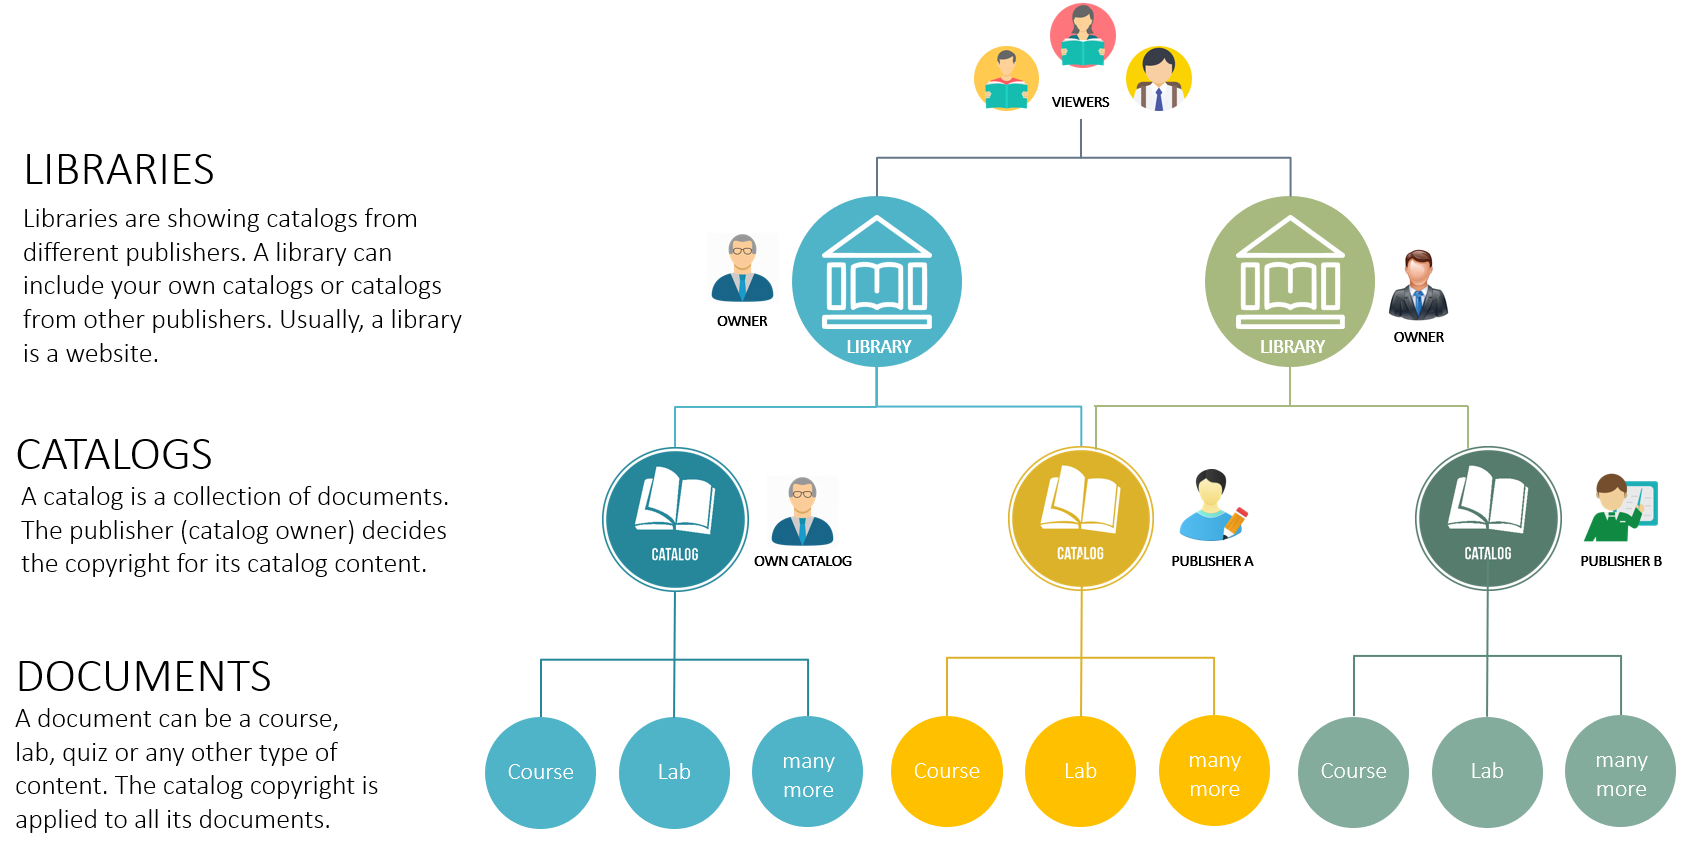 VIEWERS
LIBRARIES
Libraries are showing catalogs from
different publishers. A library can
include your own catalogs or catalogs
from other publishers. Usually, a library
is a website.
OWNER
LIBRARY
LIBRARY
OWNER
CATALOGS
A catalog is a collection of documents.
The publisher (catalog owner) decides
the copyright for its catalog content.
CATALOG
OWN CATALOG
CATALOG
PUBLISHER A
CATALOG
PUBLISHER B
DOCUMENTS
A document can be a course,
lab, quiz or any other type of
content. The catalog copyright is
applied to all its documents.
Course
Lab
many
more
Course
Lab
many
more
Course
Lab
many
more